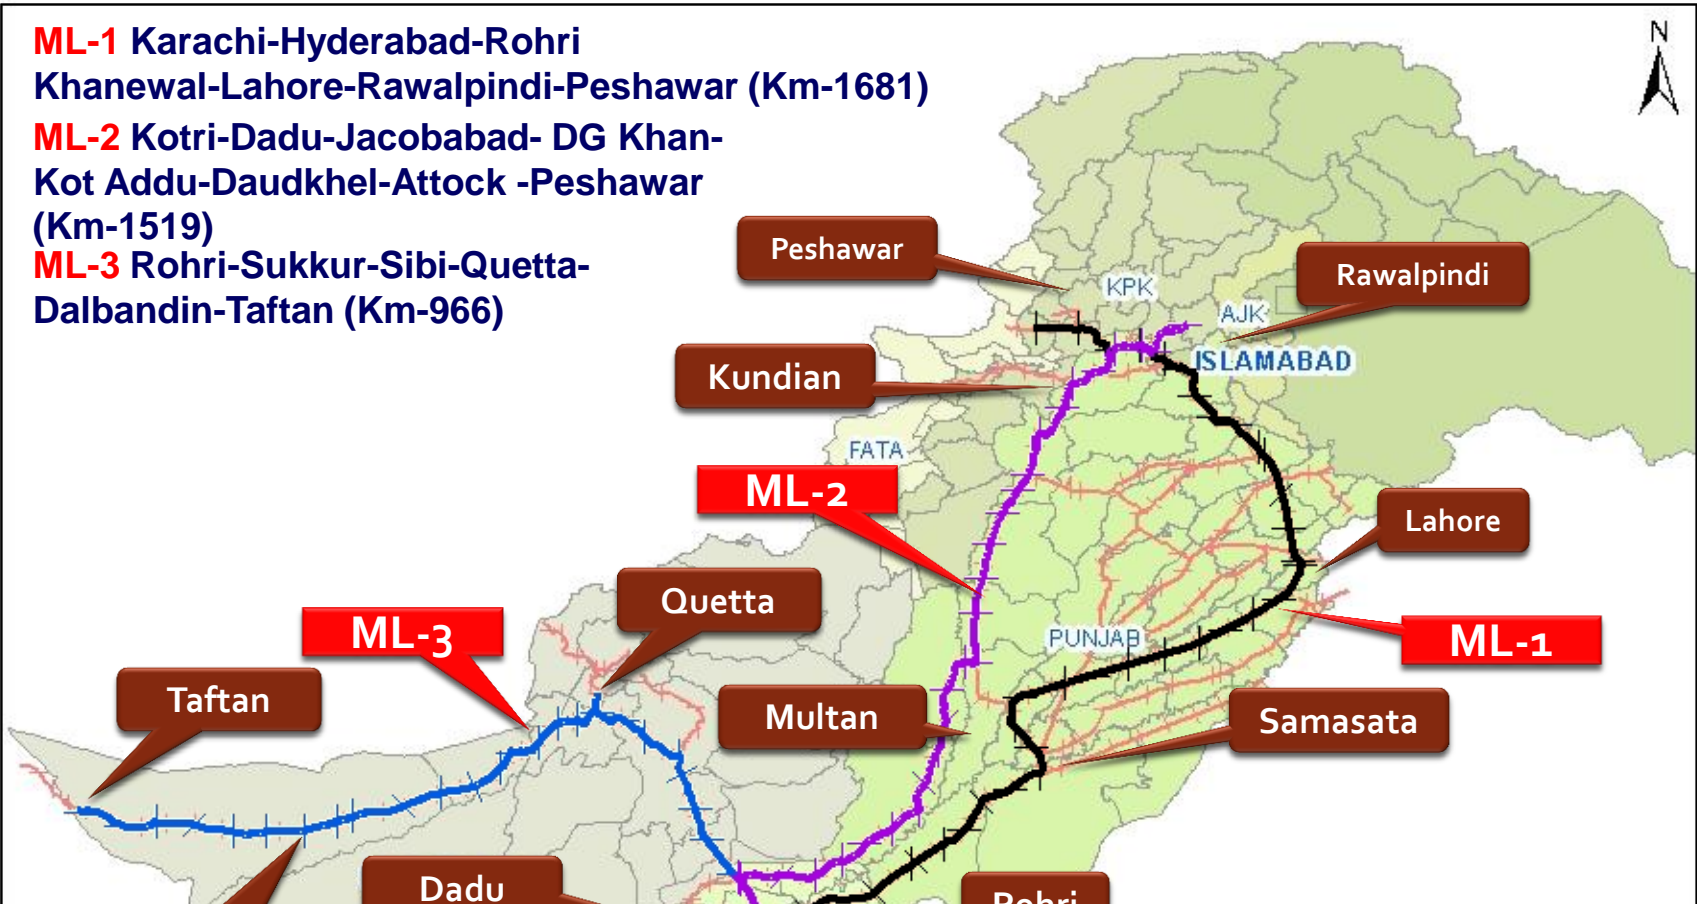 ML-1 Karachi-Hyderabad-Rohri
Khanewal-Lahore-Rawalpindi-Peshawar (Km-1681)
ML-2 Kotri-Dadu-Jacobabad- DG Khan-
Kot Addu-Daudkhel-Attock -Peshawar
(Km-1519)
ML-3 Rohri-Sukkur-Sibi-Quetta-
Dalbandin-Taftan (Km-966)
N
Peshawar
Rawalpindi
KPK
AJK
ISLAMABAD
Kundian
FATA
ML-2
Lahore
Quetta
ML-3
PUNJAB
ML-1
Taftan
Multan
Samasata
Dadu
Rohri